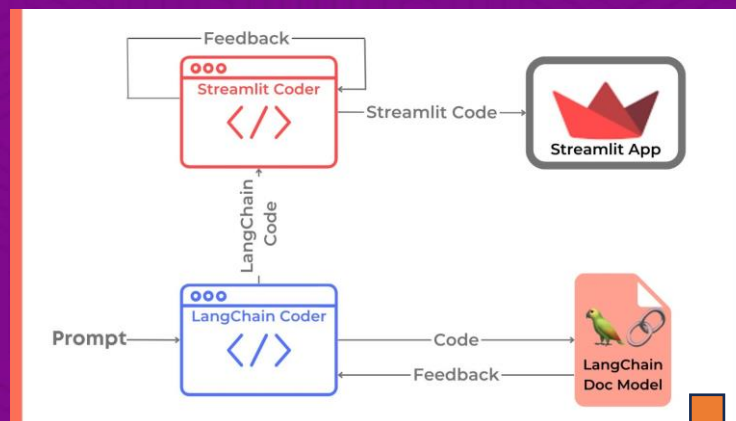 Feedback
Streamlit Coder
</>
Streamlit Code
Streamlit App
LangChain
Code
LangChain Coder
</>
Prompt
Code
Feedback
LangChain
Doc Model